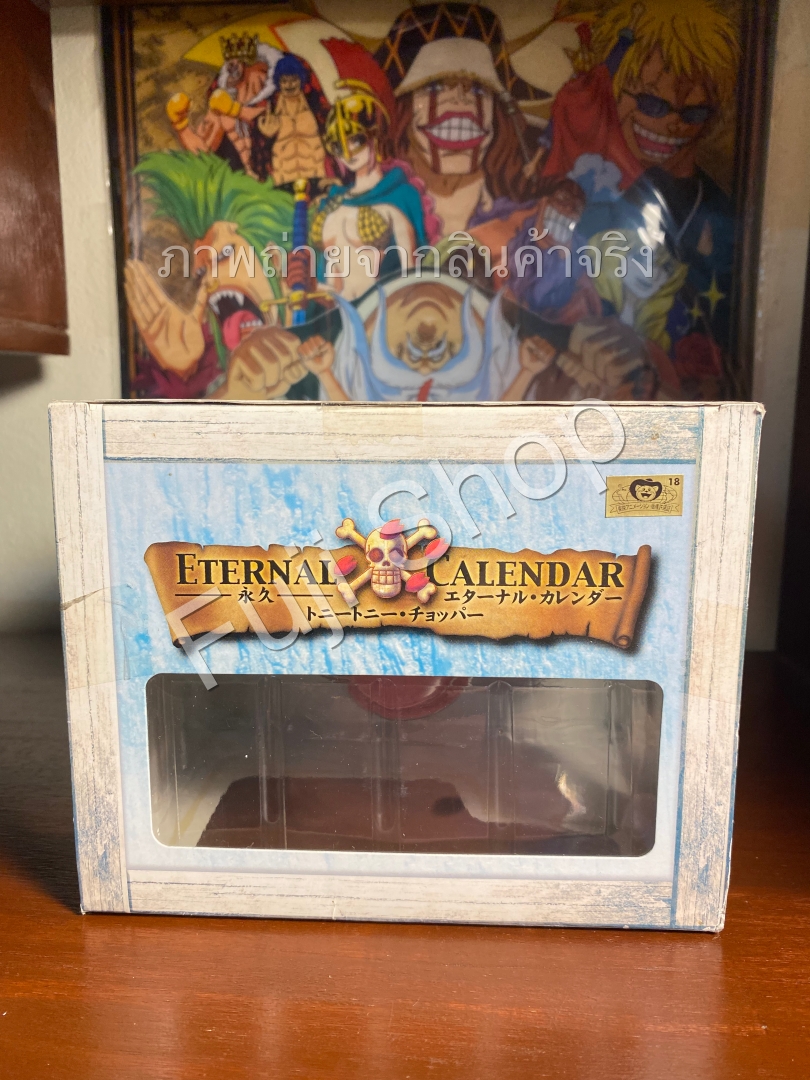 ภาพถ่ายจากสินค้าจริง
Fuji Shop
18
ETERNAL CALENDAR
永久 エターナル・カレンダー
トニートニー・チョッパー